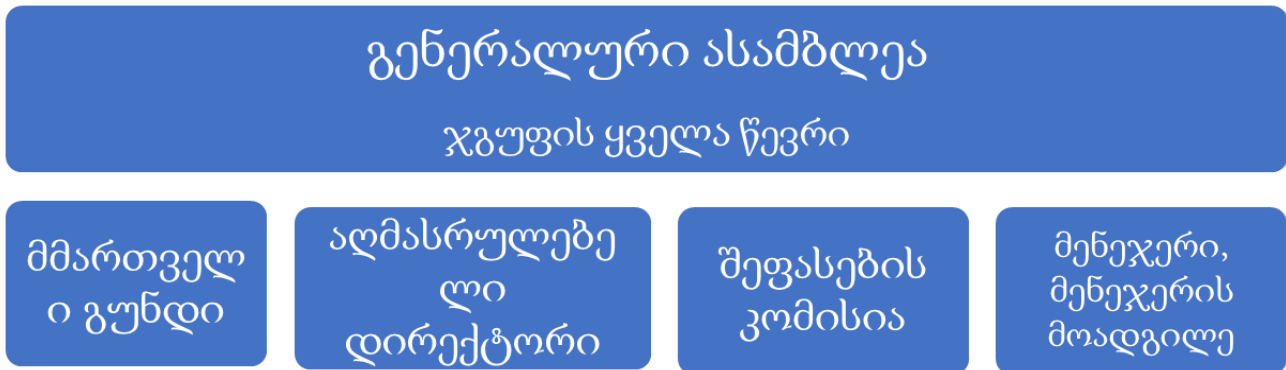 გენერალური ასამბლეა
ჯგუფის ყველა წევრი
მმართველ
ი გუნდი
აღმასრულებე
ლი
დირექტორი
შეფასების
კომისია
მენეჯერი,
მენეჯერის
მოადგილე